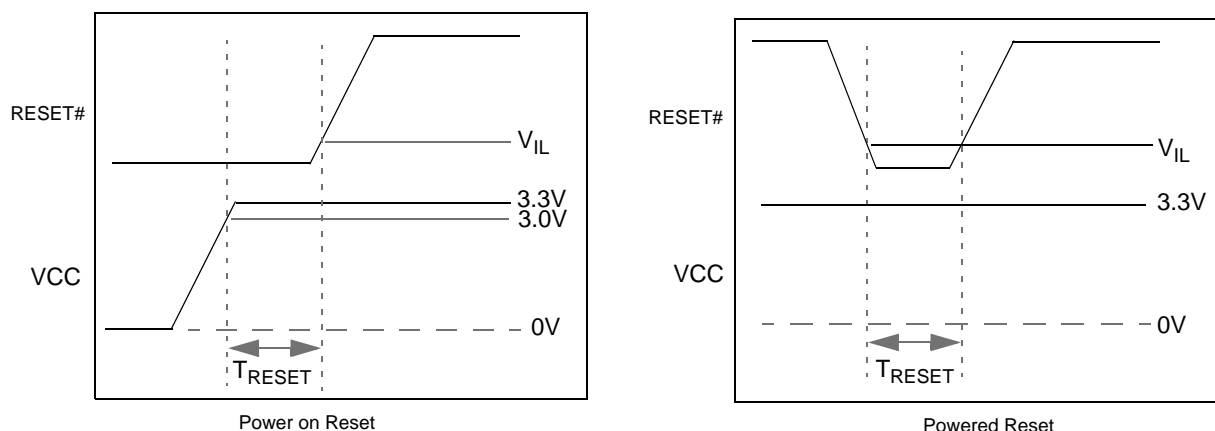 RESET#
V_IL
3.3V
3.0V
VCC
0V
T_RESET
Power on Reset
RESET#
V_IL
3.3V
VCC
0V
T_RESET
Powered Reset